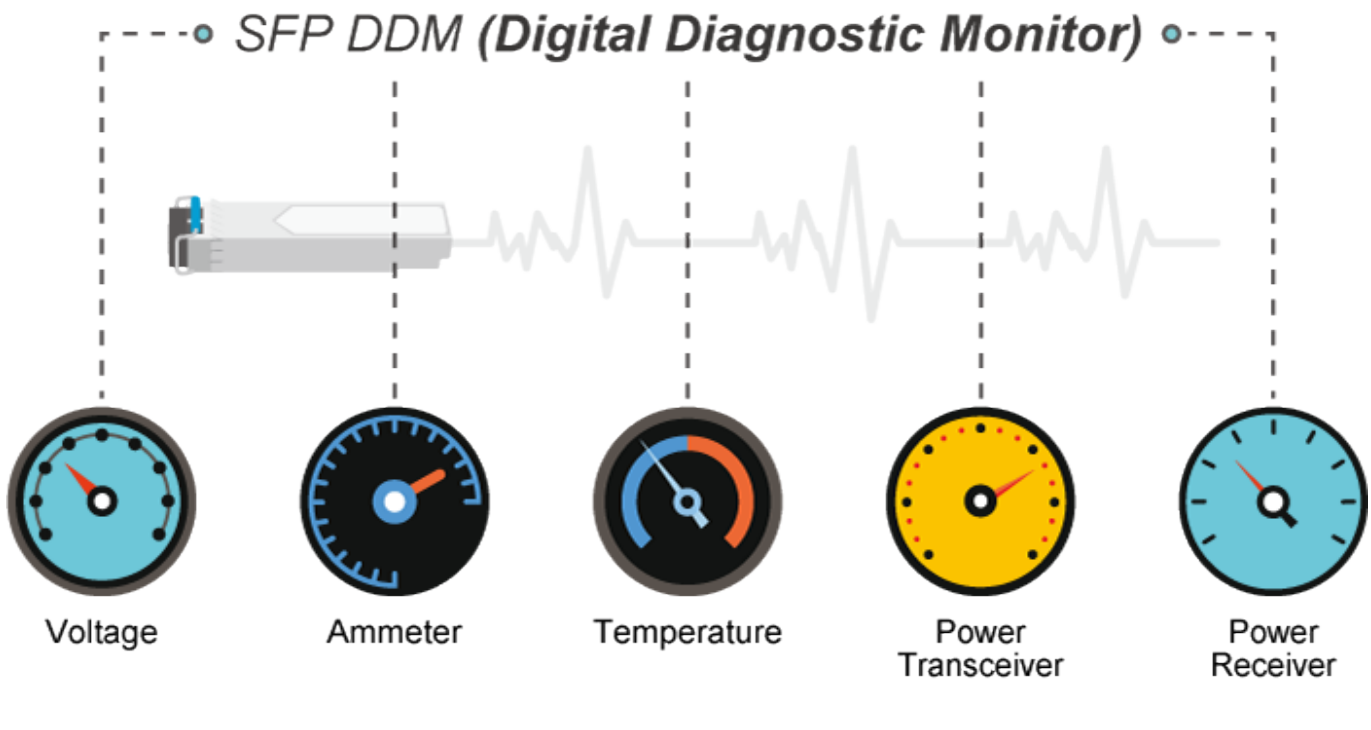 SFP DDM (Digital Diagnostic Monitor)
Voltage
Ammeter
Temperature
Power
Transceiver
Power
Receiver